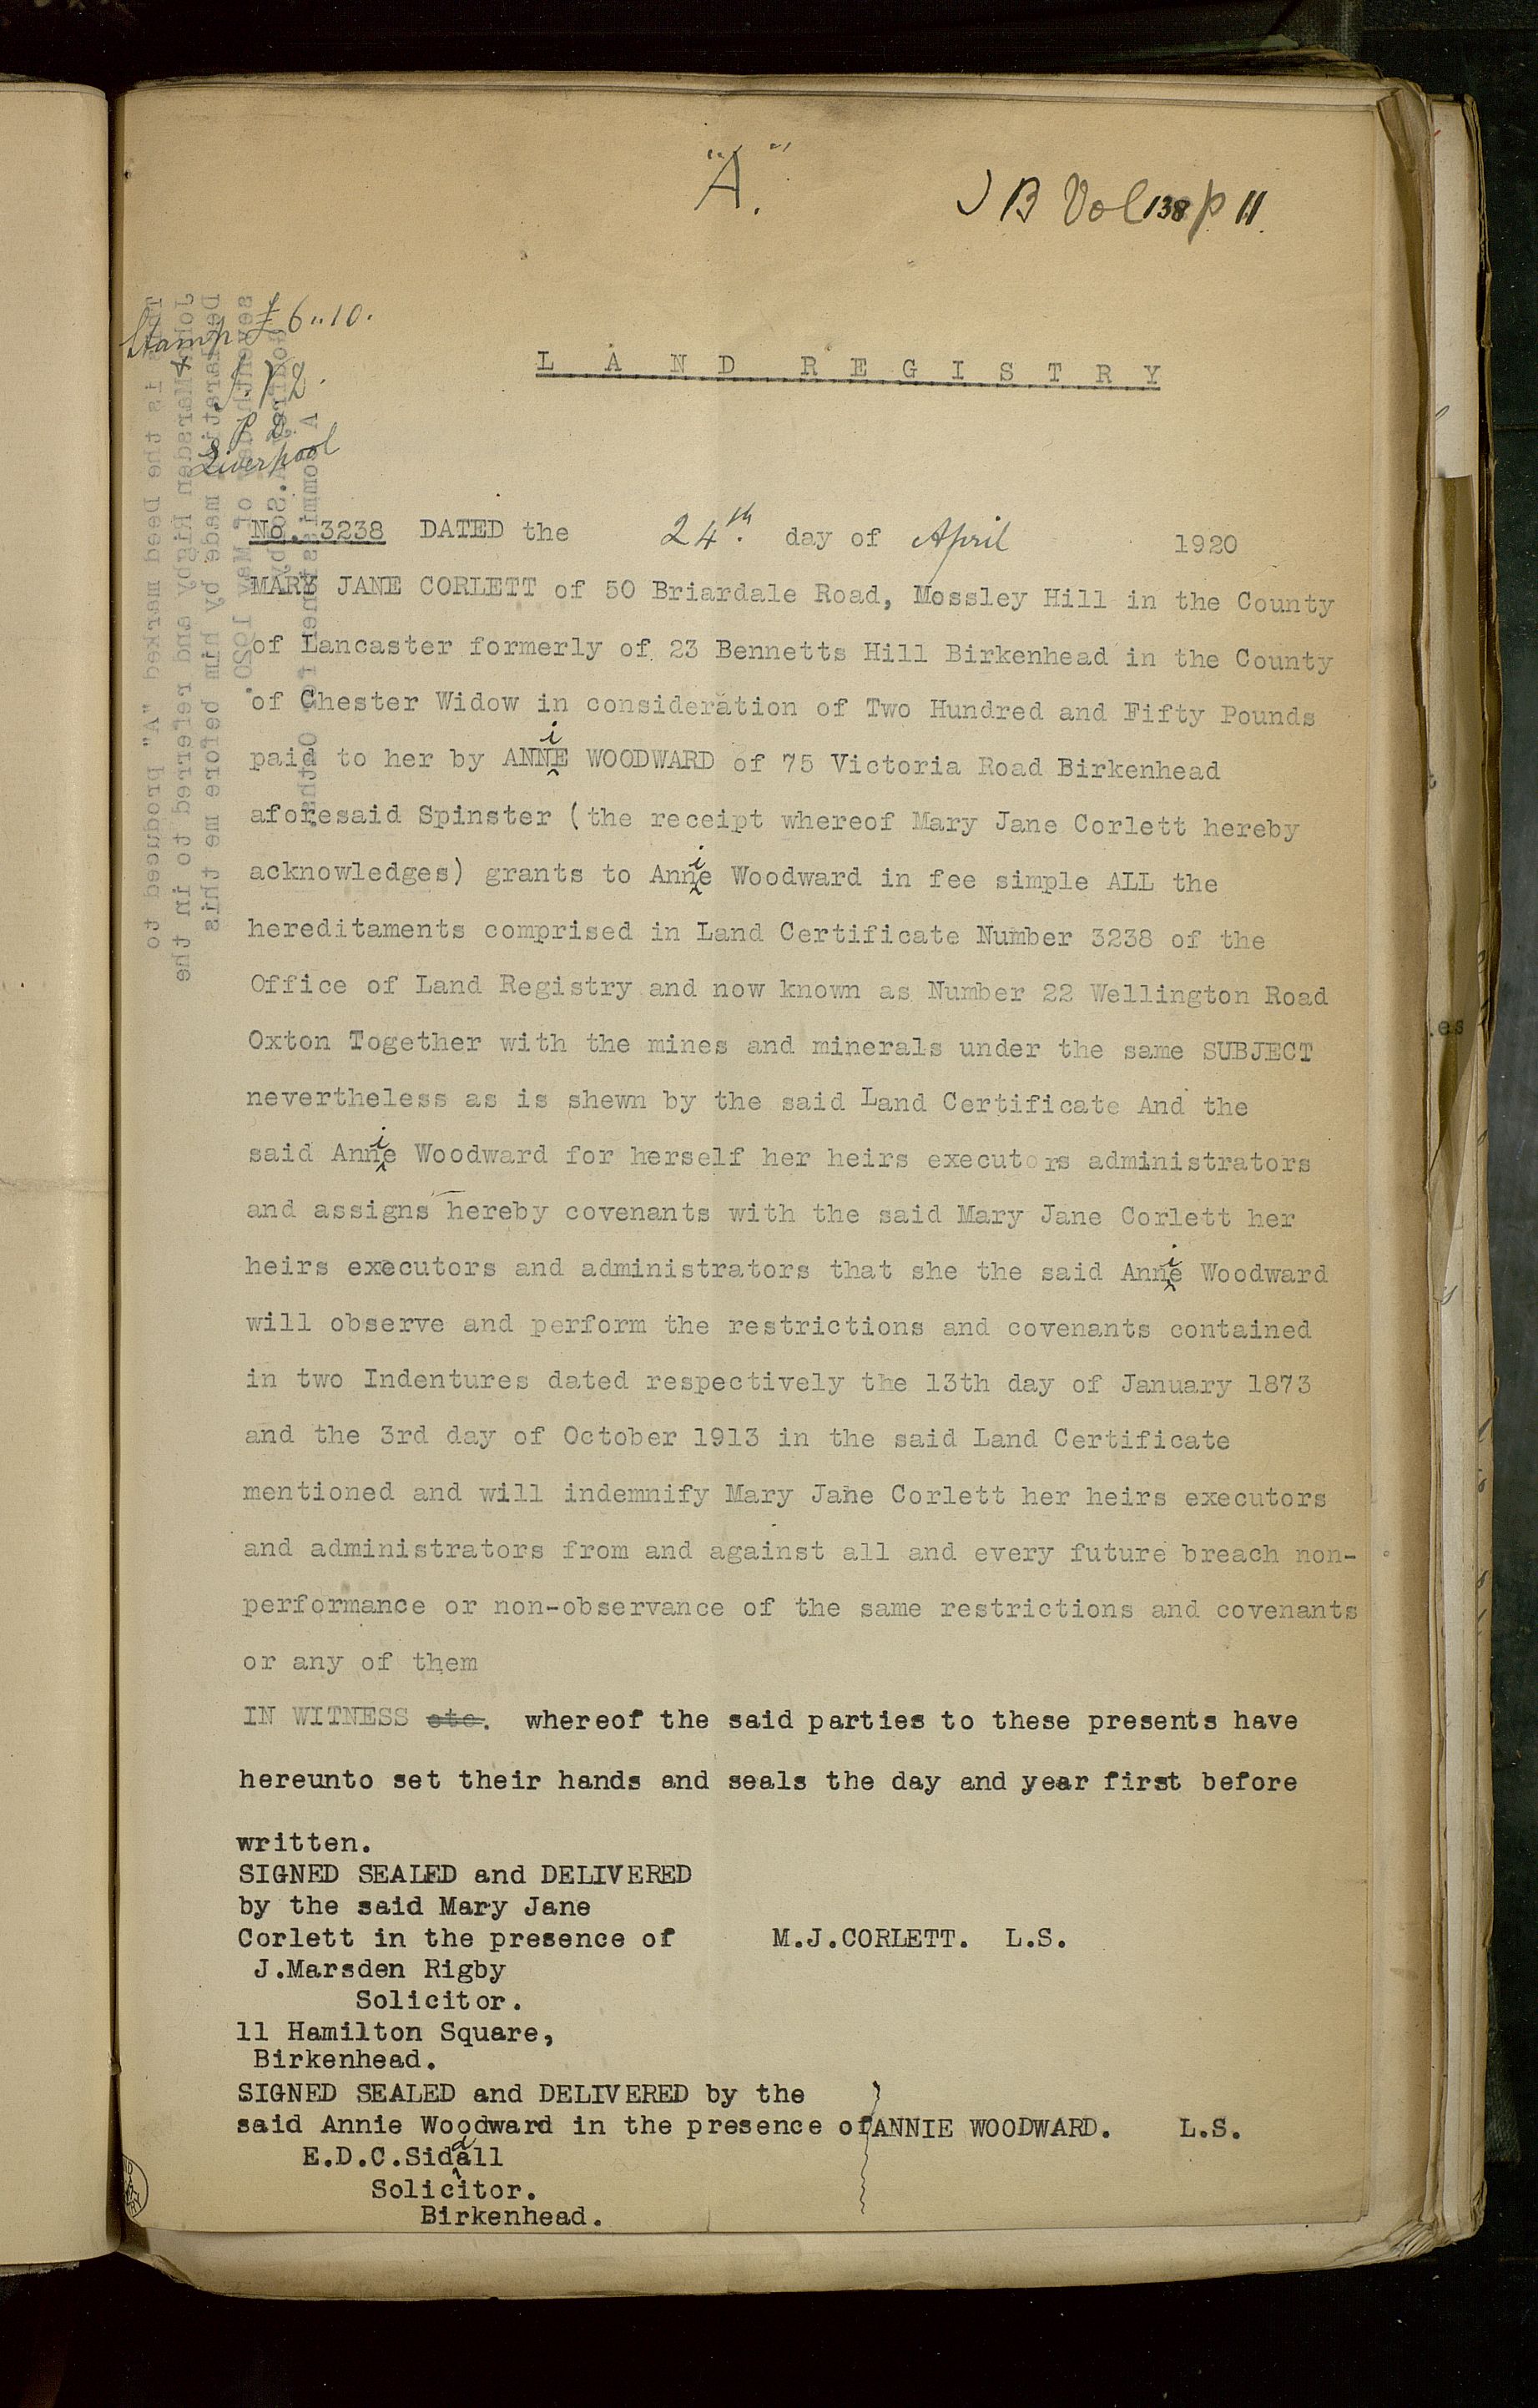 "A".
J B Vol 138 p 11.
Stamp £6..10.
Liverpool
LAND REGISTRY
No. 3238 DATED the 24th. day of April 1920
MARY JANE CORLETT of 50 Briardale Road, Mossley Hill in the County
of Lancaster formerly of 23 Bennetts Hill Birkenhead in the County
of Chester Widow in consideration of Two Hundred and Fifty Pounds
paid to her by ANNiE WOODWARD of 75 Victoria Road Birkenhead
aforesaid Spinster (the receipt whereof Mary Jane Corlett hereby
acknowledges) grants to Annie Woodward in fee simple ALL the
hereditaments comprised in Land Certificate Number 3238 of the
Office of Land Registry and now known as Number 22 Wellington Road
Oxton Together with the mines and minerals under the same SUBJECT
nevertheless as is shewn by the said Land Certificate And the
said Annie Woodward for herself her heirs executors administrators
and assigns hereby covenants with the said Mary Jane Corlett her
heirs executors and administrators that she the said Annie Woodward
will observe and perform the restrictions and covenants contained
in two Indentures dated respectively the 13th day of January 1873
and the 3rd day of October 1913 in the said Land Certificate
mentioned and will indemnify Mary Jane Corlett her heirs executors
and administrators from and against all and every future breach non-
performance or non-observance of the same restrictions and covenants
or any of them
IN WITNESS etc. whereof the said parties to these presents have
hereunto set their hands and seals the day and year first before
written.
SIGNED SEALED and DELIVERED
by the said Mary Jane
Corlett in the presence of M.J.CORLETT. L.S.
J.Marsden Rigby
Solicitor.
11 Hamilton Square,
Birkenhead.
SIGNED SEALED and DELIVERED by the
said Annie Woodward in the presence of ANNIE WOODWARD. L.S.
E.D.C.Siddall
Solicitor.
Birkenhead.